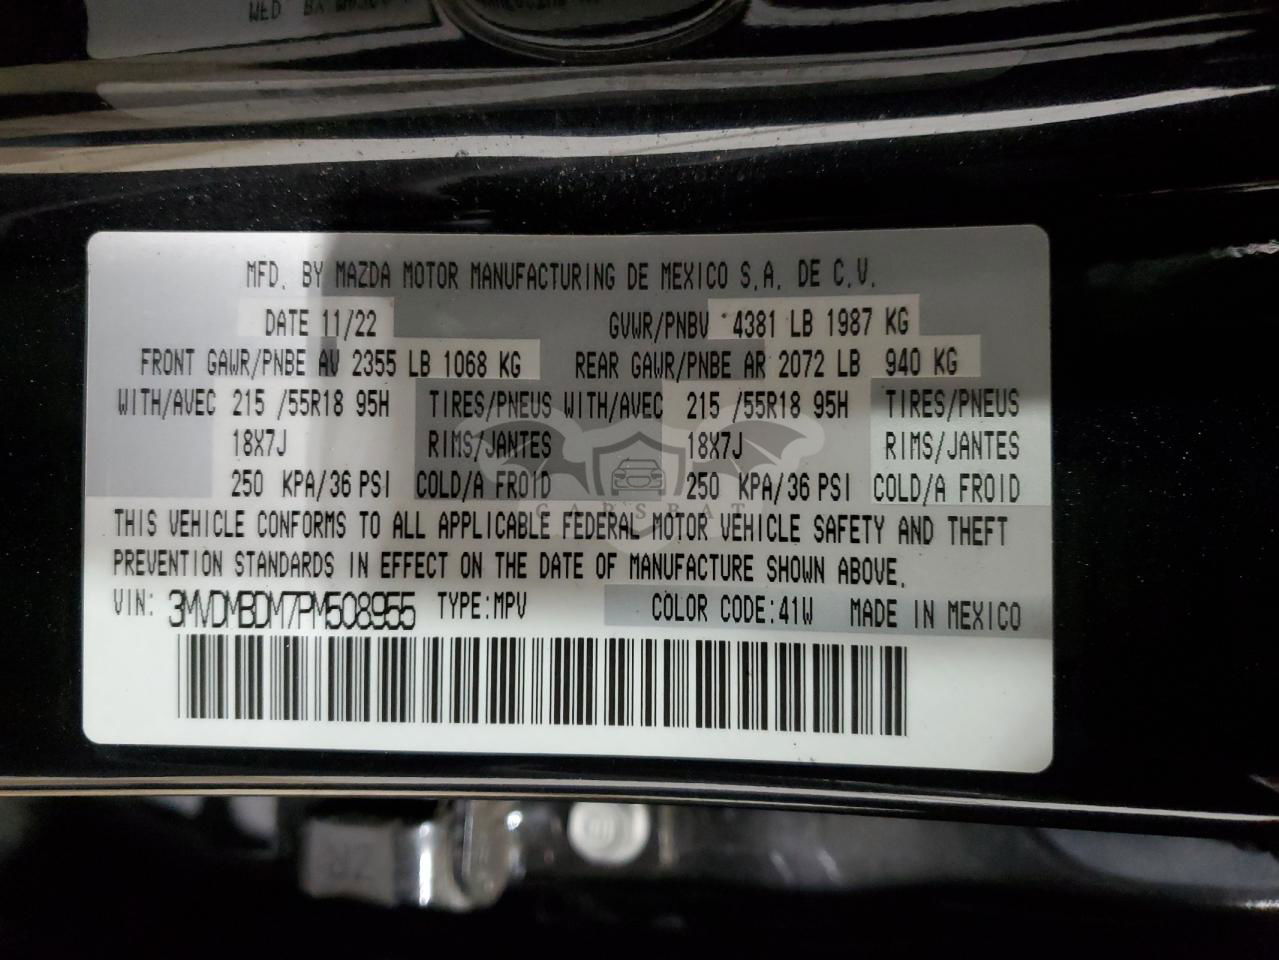 MFD. BY MAZDA MOTOR MANUFACTURING DE MEXICO S.A. DE C.V.
DATE 11/22 GVWR/PNBV 4381 LB 1987 KG
FRONT GAWR/PNBE AV 2355 LB 1068 KG REAR GAWR/PNBE AR 2072 LB 940 KG
WITH/AVEC 215 /55R18 95H TIRES/PNEUS WITH/AVEC 215 /55R18 95H TIRES/PNEUS
18X7J RIMS/JANTES 18X7J RIMS/JANTES
250 KPA/36 PSI COLD/A FROID 250 KPA/36 PSI COLD/A FROID
CARSBAT
THIS VEHICLE CONFORMS TO ALL APPLICABLE FEDERAL MOTOR VEHICLE SAFETY AND THEFT
PREVENTION STANDARDS IN EFFECT ON THE DATE OF MANUFACTURE SHOWN ABOVE.
VIN: 3MVDMBDM7PM508955 TYPE:MPV COLOR CODE:41W MADE IN MEXICO